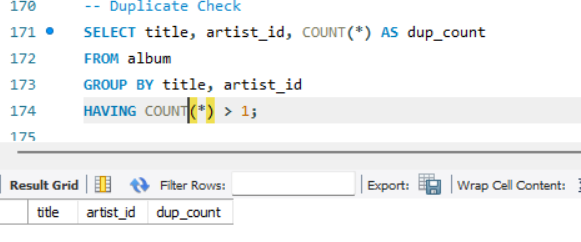 170 -- Duplicate Check
171 SELECT title, artist_id, COUNT(*) AS dup_count
172 FROM album
173 GROUP BY title, artist_id
174 HAVING COUNT(*) > 1;
175
Result Grid Filter Rows: Export: Wrap Cell Content:
title artist_id dup_count